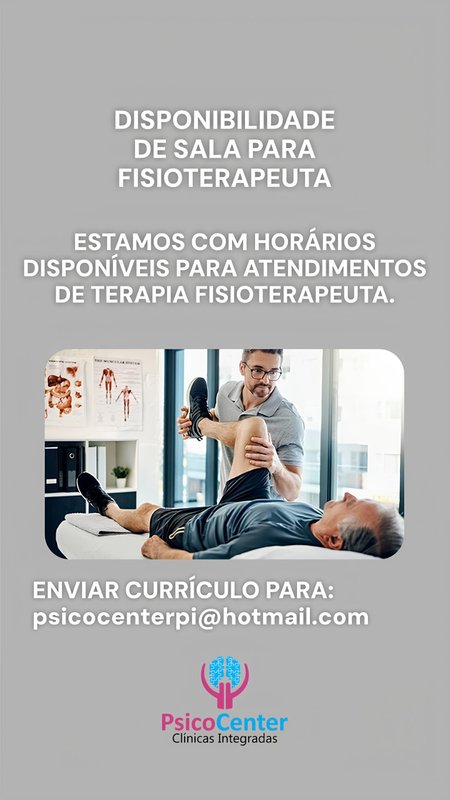 DISPONIBILIDADE
DE SALA PARA
FISIOTERAPEUTA
ESTAMOS COM HORÁRIOS
DISPONÍVEIS PARA ATENDIMENTOS
DE TERAPIA FISIOTERAPEUTA.
ENVIAR CURRÍCULO PARA:
psicocenterpi@hotmail.com
PsicoCenter
Clínicas Integradas